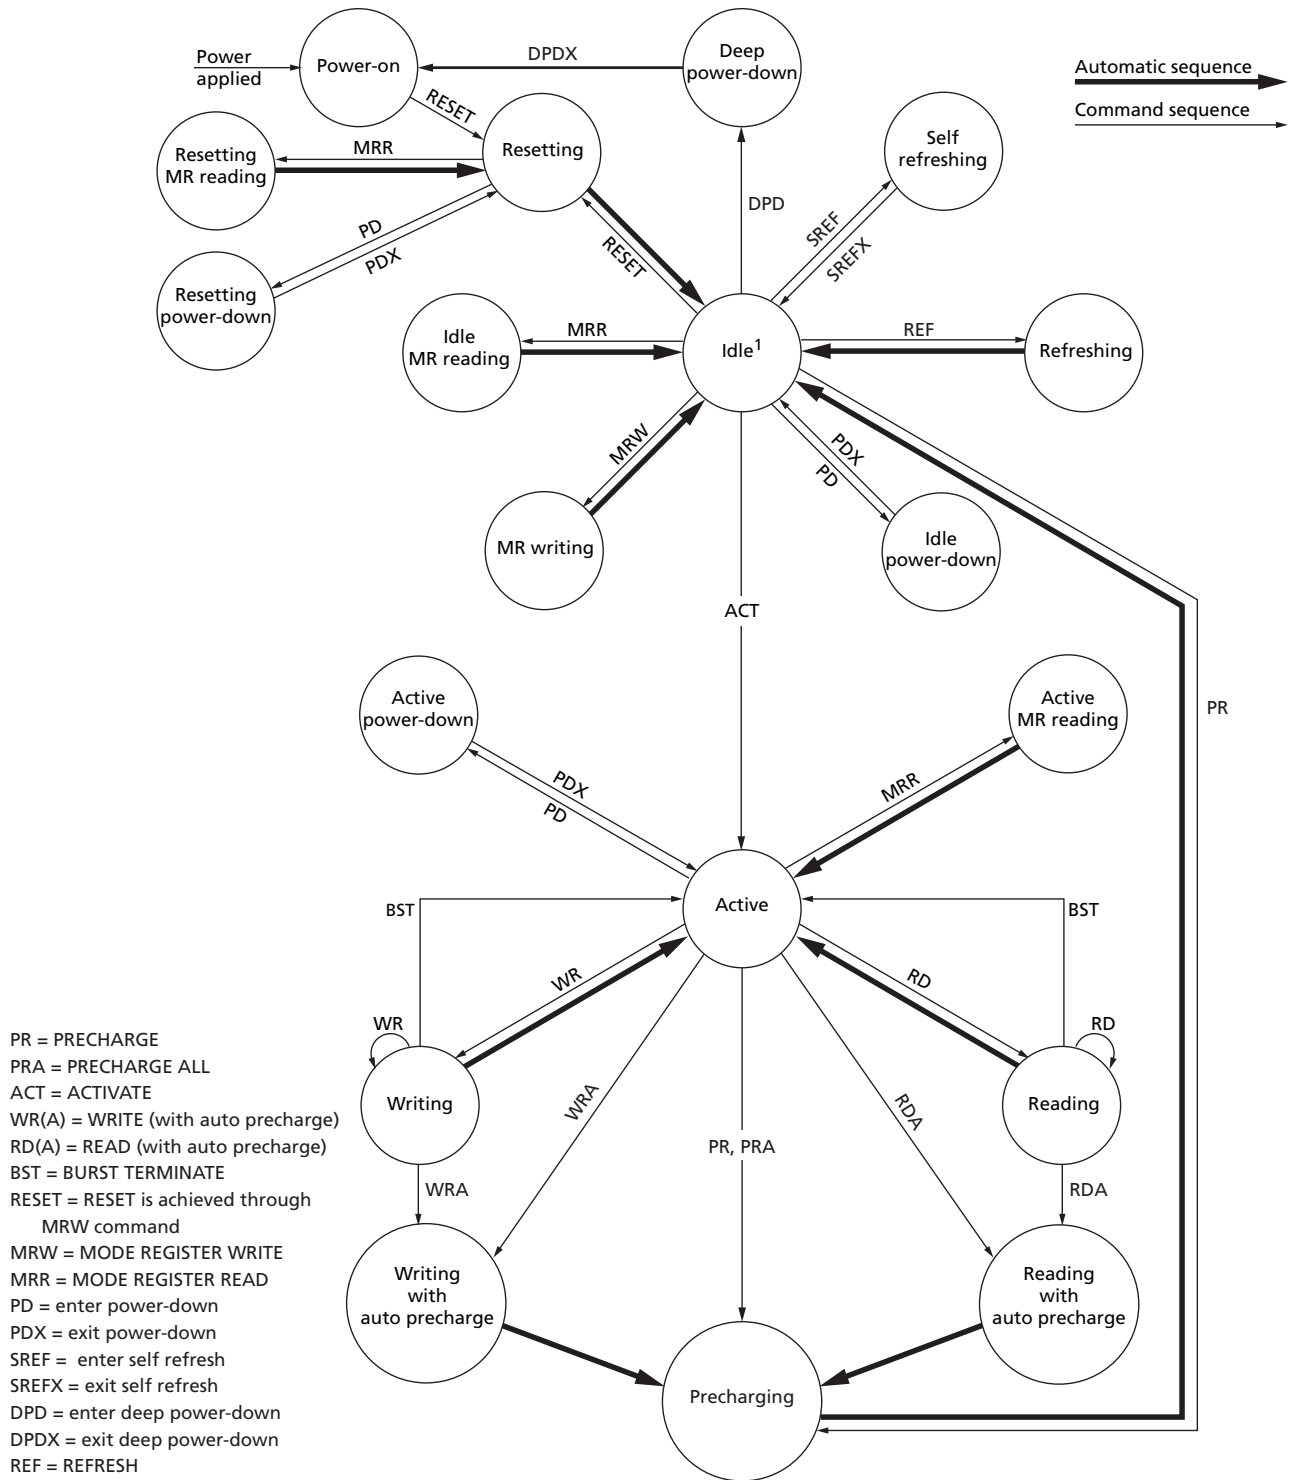 Power
applied
Power-on
DPDX
Deep
power-down
Automatic sequence
Command sequence
RESET
Resetting
MR reading
MRR
Resetting
Self
refreshing
DPD
SREF
SREFX
PD
PDX
RESET
Resetting
power-down
Idle
MR reading
MRR
Idle1
REF
Refreshing
MRW
PDX
PD
MR writing
Idle
power-down
ACT
Active
power-down
Active
MR reading
PR
PDX
PD
MRR
BST
Active
BST
WR
RD
WR
RD
Writing
Reading
WRA
RDA
PR, PRA
WRA
RDA
Writing
with
auto precharge
Reading
with
auto precharge
Precharging
PR = PRECHARGE
PRA = PRECHARGE ALL
ACT = ACTIVATE
WR(A) = WRITE (with auto precharge)
RD(A) = READ (with auto precharge)
BST = BURST TERMINATE
RESET = RESET is achieved through
MRW command
MRW = MODE REGISTER WRITE
MRR = MODE REGISTER READ
PD = enter power-down
PDX = exit power-down
SREF =  enter self refresh
SREFX = exit self refresh
DPD = enter deep power-down
DPDX = exit deep power-down
REF = REFRESH